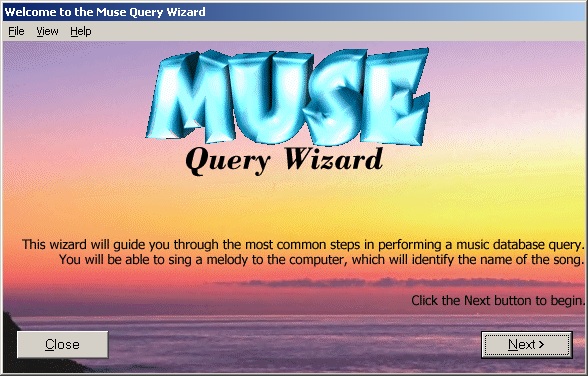 Welcome to the Muse Query Wizard
File View Help
MUSE
Query Wizard
This wizard will guide you through the most common steps in performing a music database query.
You will be able to sing a melody to the computer, which will identify the name of the song.
Click the Next button to begin.
Close Next >